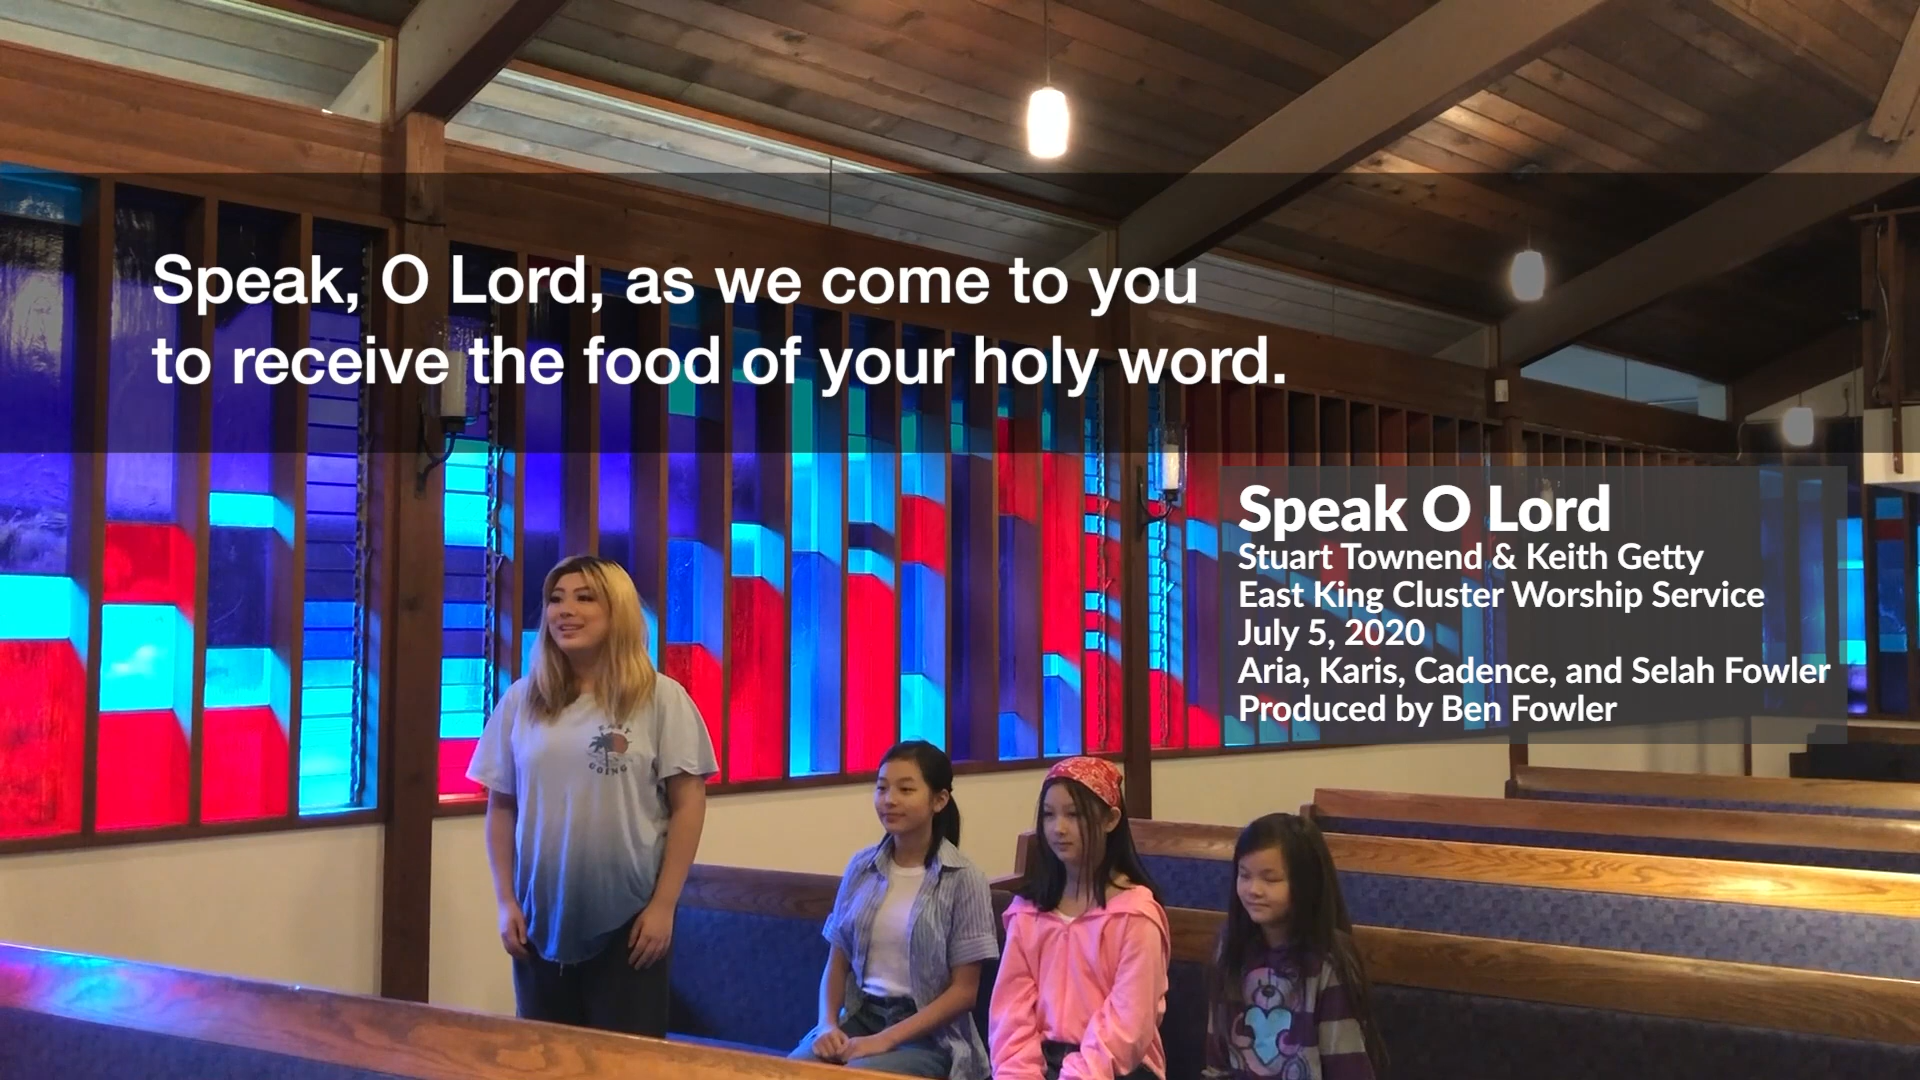 Speak, O Lord, as we come to you
to receive the food of your holy word.
Speak O Lord
Stuart Townend & Keith Getty
East King Cluster Worship Service
July 5, 2020
Aria, Karis, Cadence, and Selah Fowler
Produced by Ben Fowler
EAST
GOING